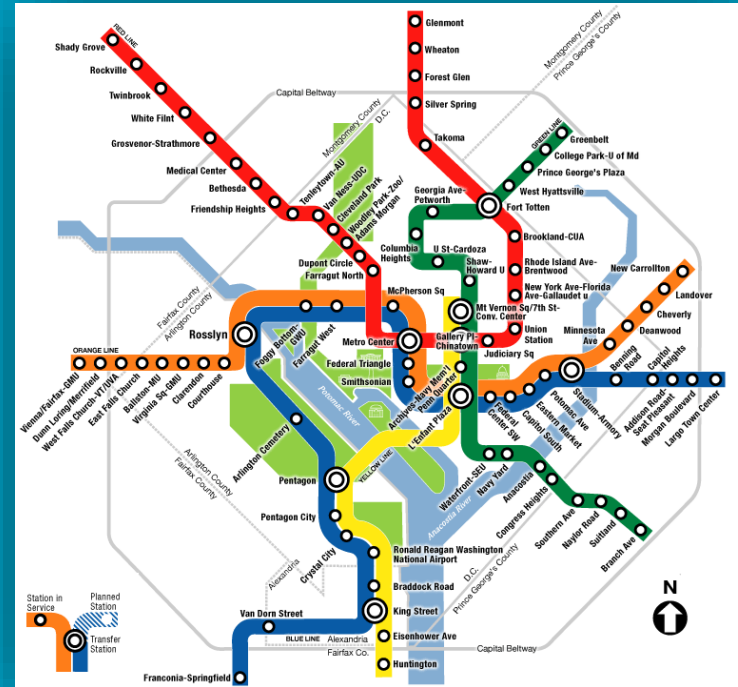 RED LINE
Shady Grove
Rockville
Twinbrook
White Flint
Grosvenor-Strathmore
Medical Center
Bethesda
Friendship Heights
Tenleytown-AU
Van Ness-UDC
Cleveland Park
Woodley Park-Zoo/
Adams Morgan
Dupont Circle
Farragut North
Glenmont
Wheaton
Forest Glen
Silver Spring
Takoma
Montgomery County
Prince George's County
Capital Beltway
Montgomery County
D.C.
GREEN LINE
Greenbelt
College Park-U of Md
Prince George's Plaza
West Hyattsville
Fort Totten
Georgia Ave-
Petworth
Columbia
Heights
U St-Cardoza
Shaw-
Howard U
Brookland-CUA
Rhode Island Ave-
Brentwood
New York Ave-Florida
Ave-Gallaudet u
Union
Station
Judiciary Sq
Mt Vernon Sq/7th St-
Conv. Center
Gallery Pl-
Chinatown
Metro Center
McPherson Sq
Federal Triangle
Smithsonian
Archives-Navy Mem'l
Penn Quarter
L'Enfant Plaza
Fairfax County
Arlington County
Rosslyn
Foggy Bottom-
GWU
Farragut West
ORANGE LINE
Vienna/Fairfax-GMU
Dunn Loring/Merrifield
West Falls Church-VT/UVA
East Falls Church
Ballston-MU
Virginia Sq-GMU
Clarendon
Courthouse
New Carrollton
Landover
Cheverly
Deanwood
Minnesota
Ave
Benning
Road
Capitol
Heights
Addison Road-
Seat Pleasant
Morgan Boulevard
Largo Town Center
Stadium-Armory
Potomac Ave
Eastern Market
Capitol South
Federal
Center SW
Waterfront-SEU
Navy Yard
Anacostia
Congress Heights
Southern Ave
Naylor Road
Suitland
Branch Ave
Potomac River
Anacostia River
YELLOW LINE
Arlington Cemetery
Arlington County
Fairfax County
Pentagon
Pentagon City
Crystal City
Ronald Reagan Washington
National Airport
Braddock Road
King Street
Eisenhower Ave
Huntington
D.C.
Prince George's County
Alexandria
Van Dorn Street
BLUE LINE
Alexandria
Fairfax Co.
Capital Beltway
Franconia-Springfield
N
Station in
Service
Planned
Station
Transfer
Station